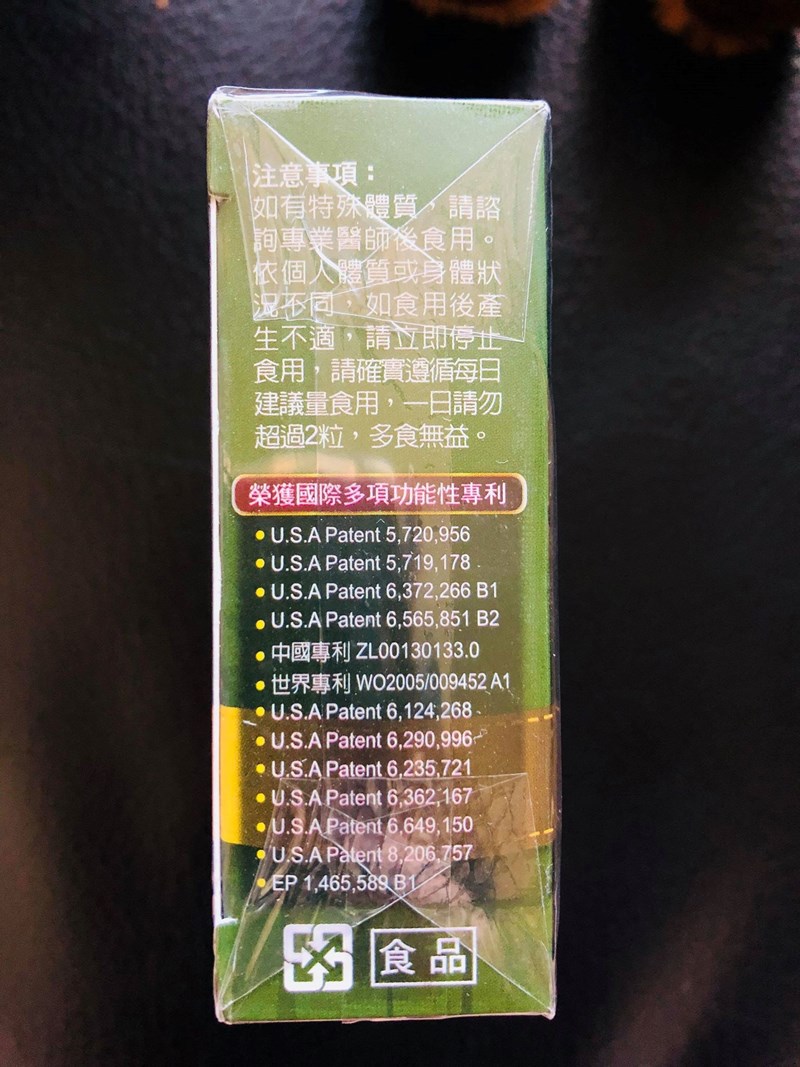 注意事項：
如有特殊體質，請諮
詢專業醫師後食用。
依個人體質或身體狀
況不同，如食用後產
生不適，請立即停止
食用，請確實遵循每日
建議量食用，一日請勿
超過2粒，多食無益。
榮獲國際多項功能性專利
• U.S.A Patent 5,720,956
• U.S.A Patent 5,719,178
• U.S.A Patent 6,372,266 B1
• U.S.A Patent 6,565,851 B2
• 中國專利 ZL00130133.0
• 世界專利 WO2005/009452 A1
• U.S.A Patent 6,124,268
• U.S.A Patent 6,290,996
• U.S.A Patent 6,235,721
• U.S.A Patent 6,362,167
• U.S.A Patent 6,649,150
• U.S.A Patent 8,206,757
• EP 1,465,589 B1
食品